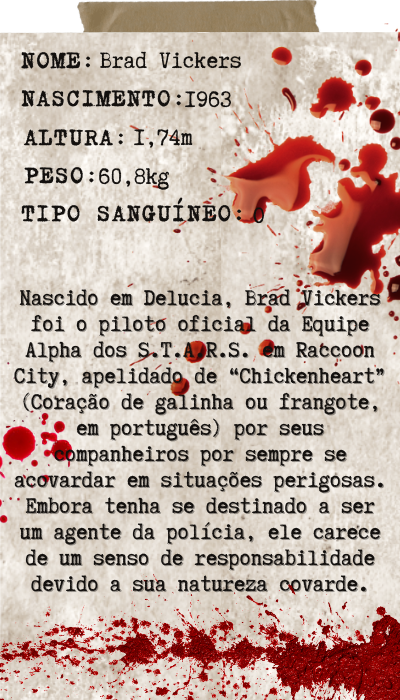 NOME: Brad Vickers
NASCIMENTO:1963
ALTURA: 1,74m
PESO:60,8kg
TIPO SANGUÍNEO: O
Nascido em Delucia, Brad Vickers
foi o piloto oficial da Equipe
Alpha dos S.T.A.R.S. em Raccoon
City, apelidado de “Chickenheart”
(Coração de galinha ou frangote,
em português) por seus
companheiros por sempre se
acovardar em situações perigosas.
Embora tenha se destinado a ser
um agente da polícia, ele carece
de um senso de responsabilidade
devido a sua natureza covarde.